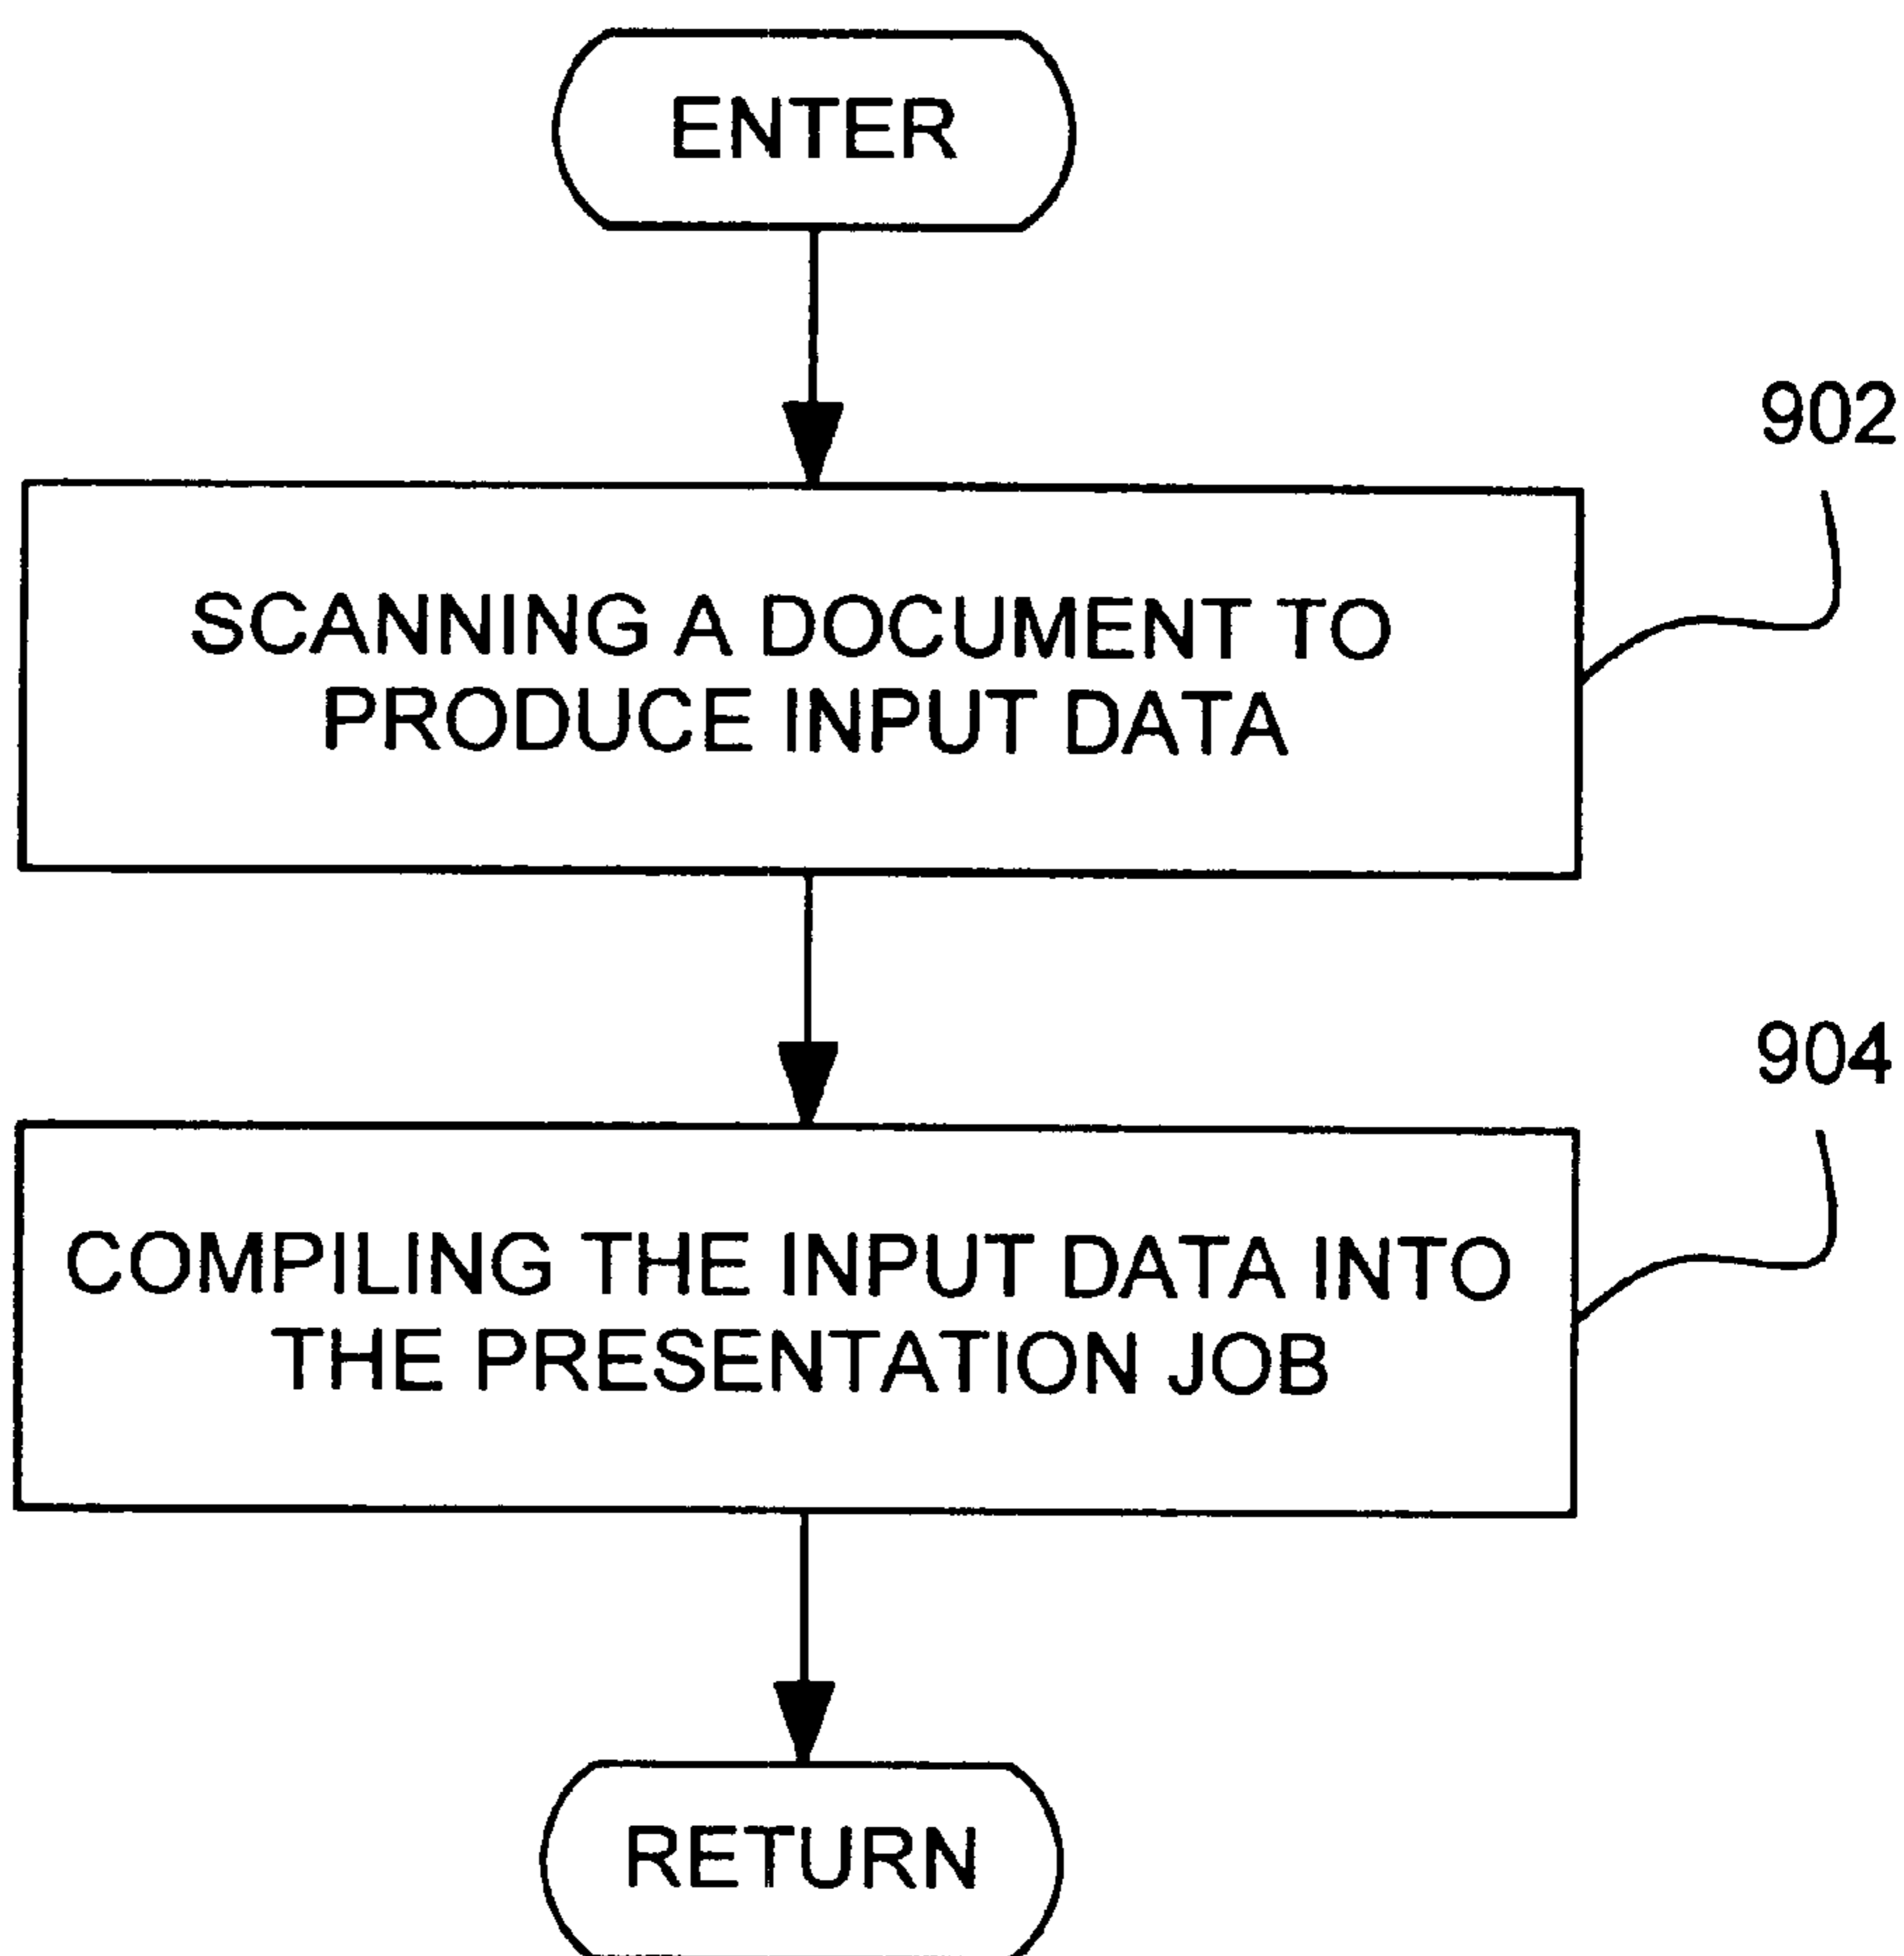 ENTER
902
SCANNING A DOCUMENT TO
PRODUCE INPUT DATA
904
COMPILING THE INPUT DATA INTO
THE PRESENTATION JOB
RETURN